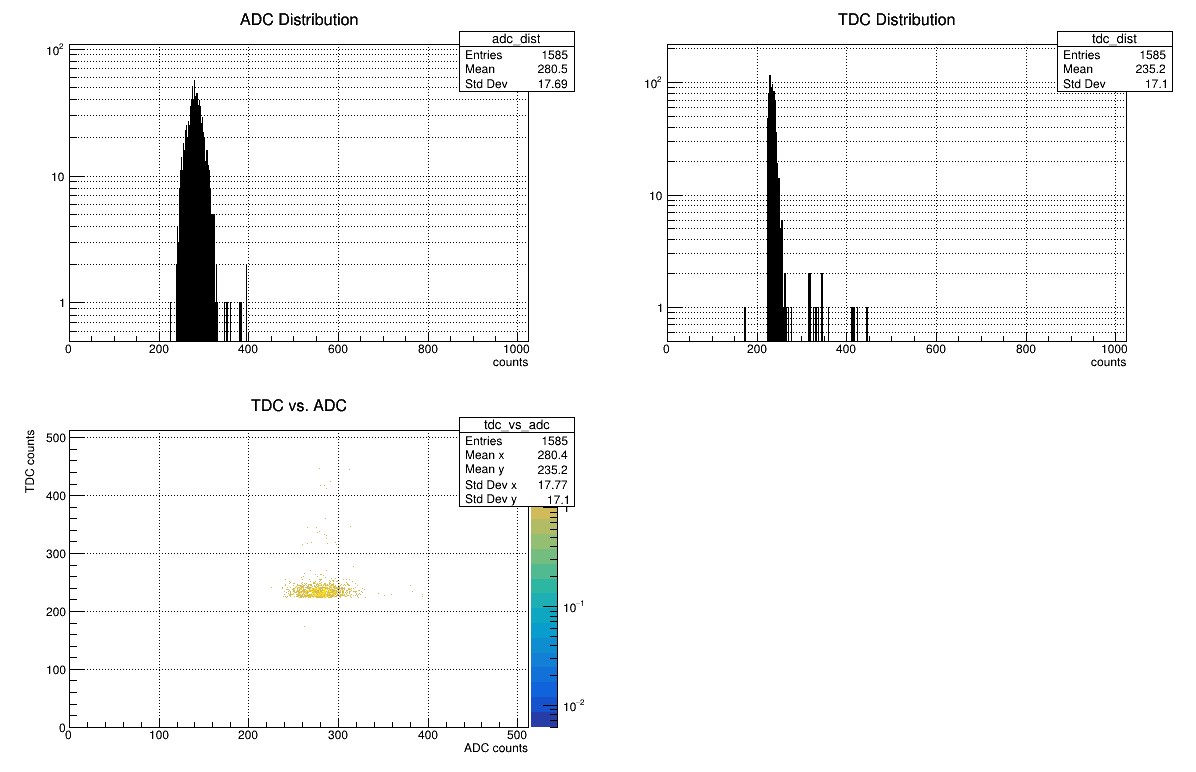 ADC Distribution
adc_dist
Entries 1585
Mean 280.5
Std Dev 17.69
10²
10
1
0 200 400 600 800 1000
counts
TDC Distribution
tdc_dist
Entries 1585
Mean 235.2
Std Dev 17.1
10²
10
1
0 200 400 600 800 1000
counts
TDC vs. ADC
tdc_vs_adc
Entries 1585
Mean x 280.4
Mean y 235.2
Std Dev x 17.77
Std Dev y 17.1
TDC counts
500
400
300
200
100
0
0 100 200 300 400 500
ADC counts
10⁻¹
10⁻²